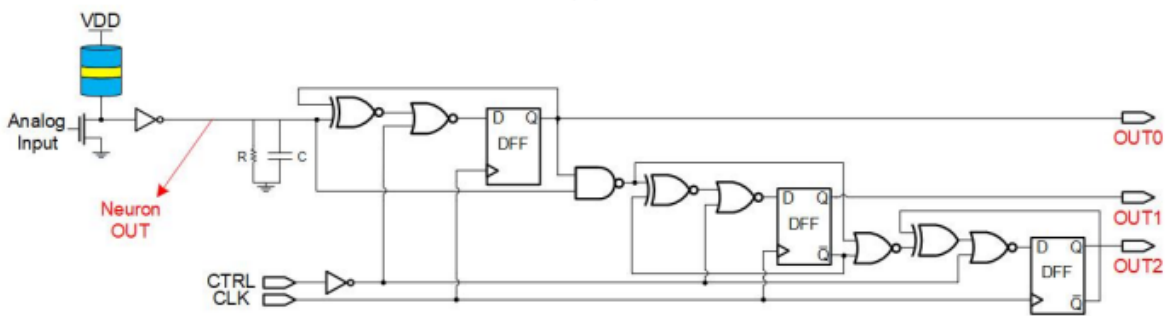 VDD
Analog
Input
Neuron
OUT
R
C
D Q
DFF
OUT0
D Q
DFF
Q̅
OUT1
D Q
DFF
Q̅
OUT2
CTRL
CLK